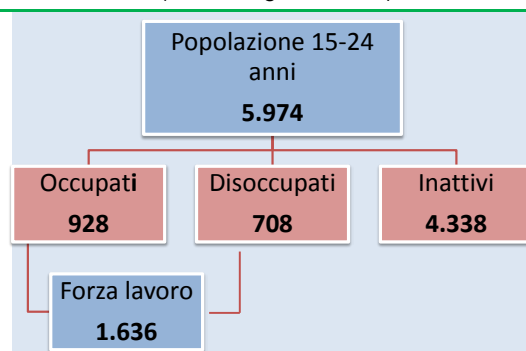 Popolazione 15-24
anni
5.974
Occupati
928
Disoccupati
708
Inattivi
4.338
Forza lavoro
1.636